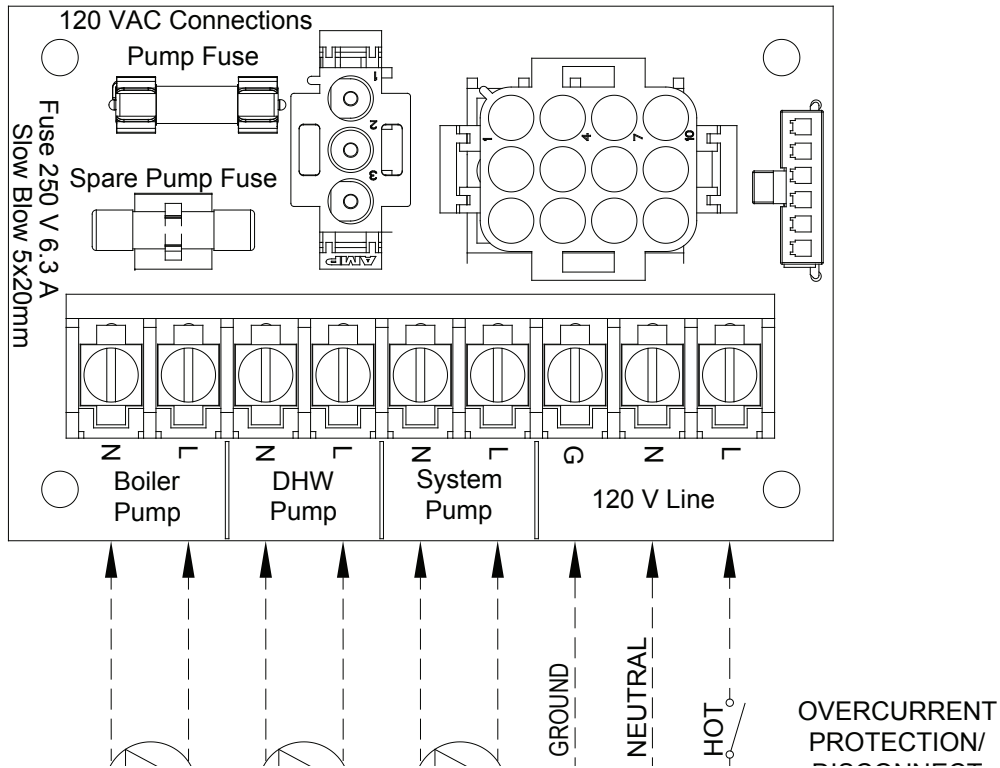 120 VAC Connections
Pump Fuse
Spare Pump Fuse
Fuse 250 V 6.3 A
Slow Blow 5x20mm
1
2
3
AMP
1
4
7
10
N L N L N L G N L
Boiler
Pump
DHW
Pump
System
Pump
120 V Line
GROUND
NEUTRAL
HOT
OVERCURRENT
PROTECTION/
DISCONNECT